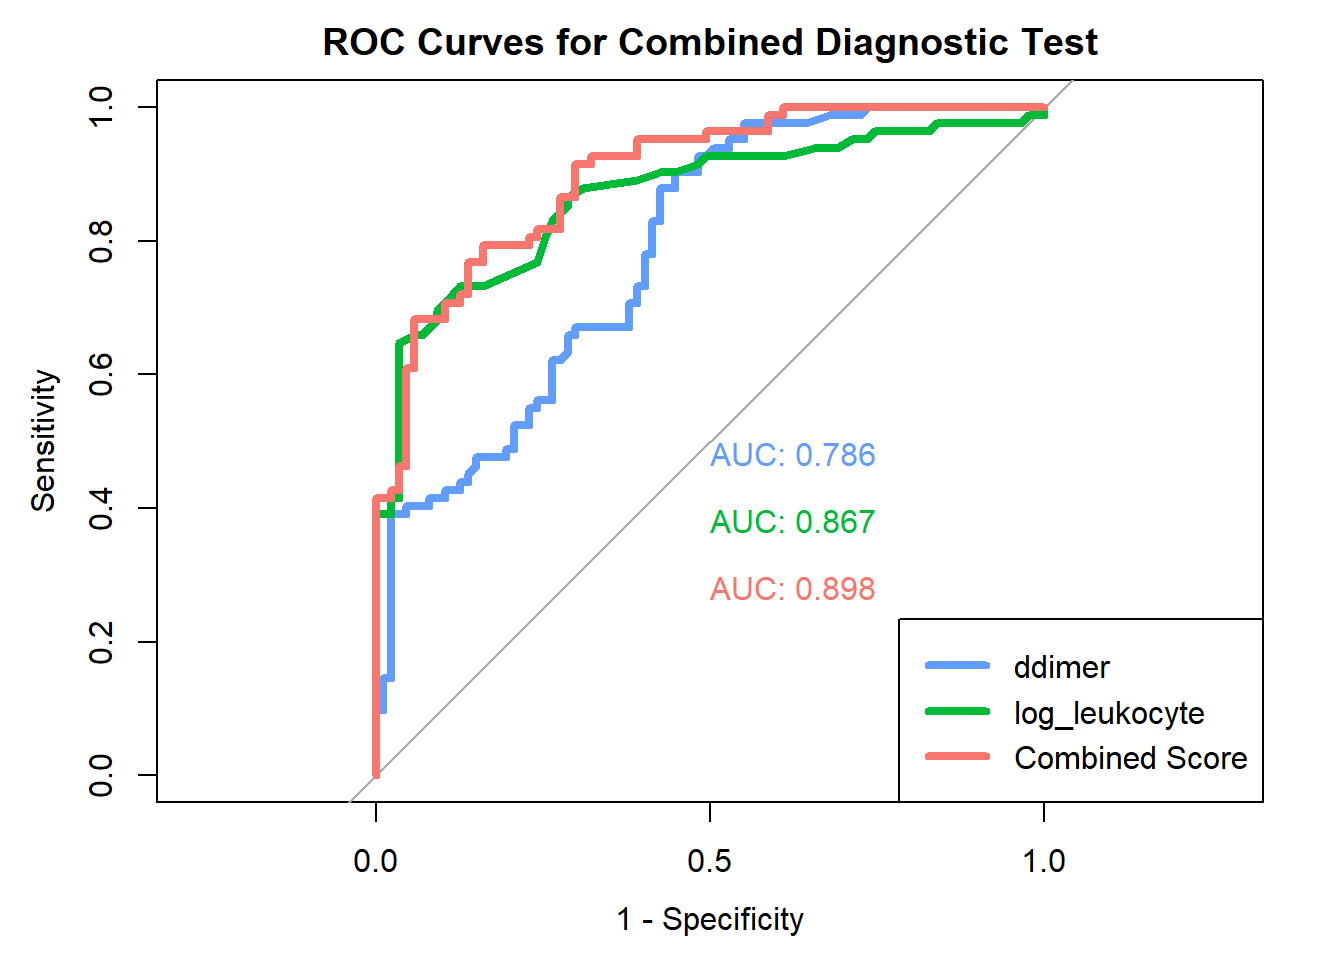 ROC Curves for Combined Diagnostic Test
1.0
0.8
0.6
0.4
0.2
0.0
Sensitivity
AUC: 0.786
AUC: 0.867
AUC: 0.898
ddimer
log_leukocyte
Combined Score
0.0 0.5 1.0
1 - Specificity